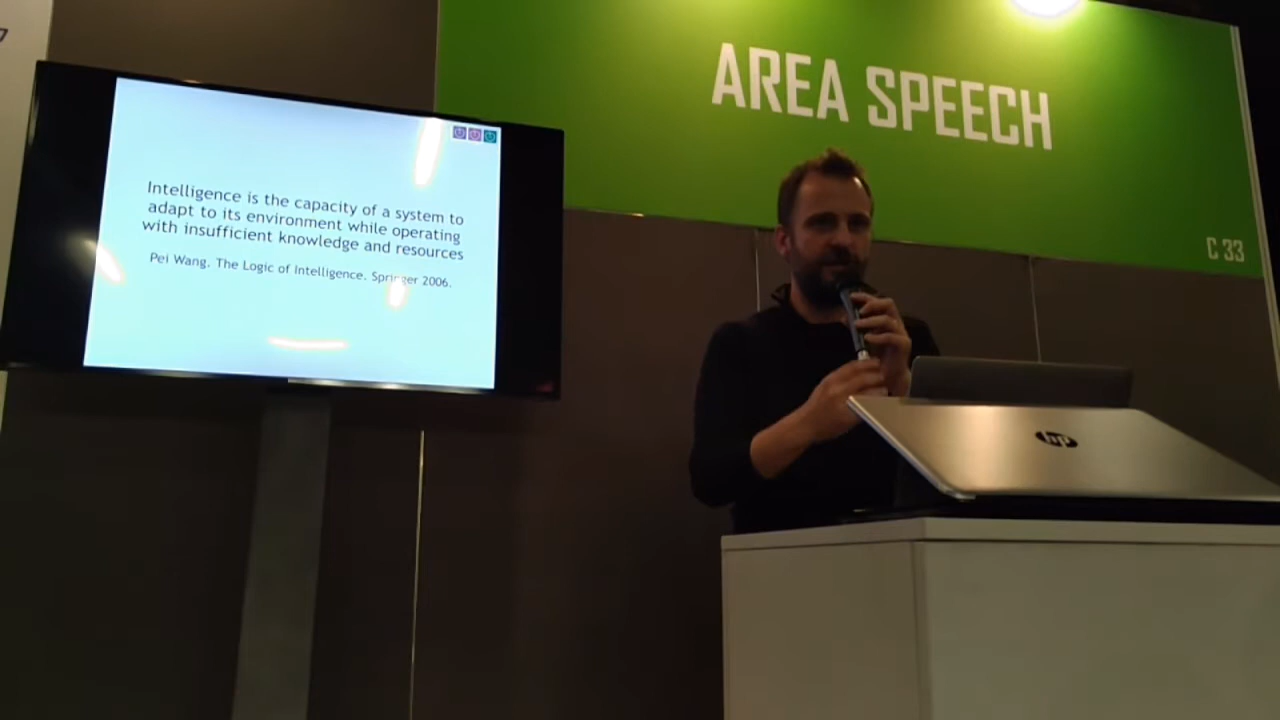 AREA SPEECH
C 33
Intelligence is the capacity of a system to
adapt to its environment while operating
with insufficient knowledge and resources
Pei Wang. The Logic of Intelligence. Springer 2006.
hp